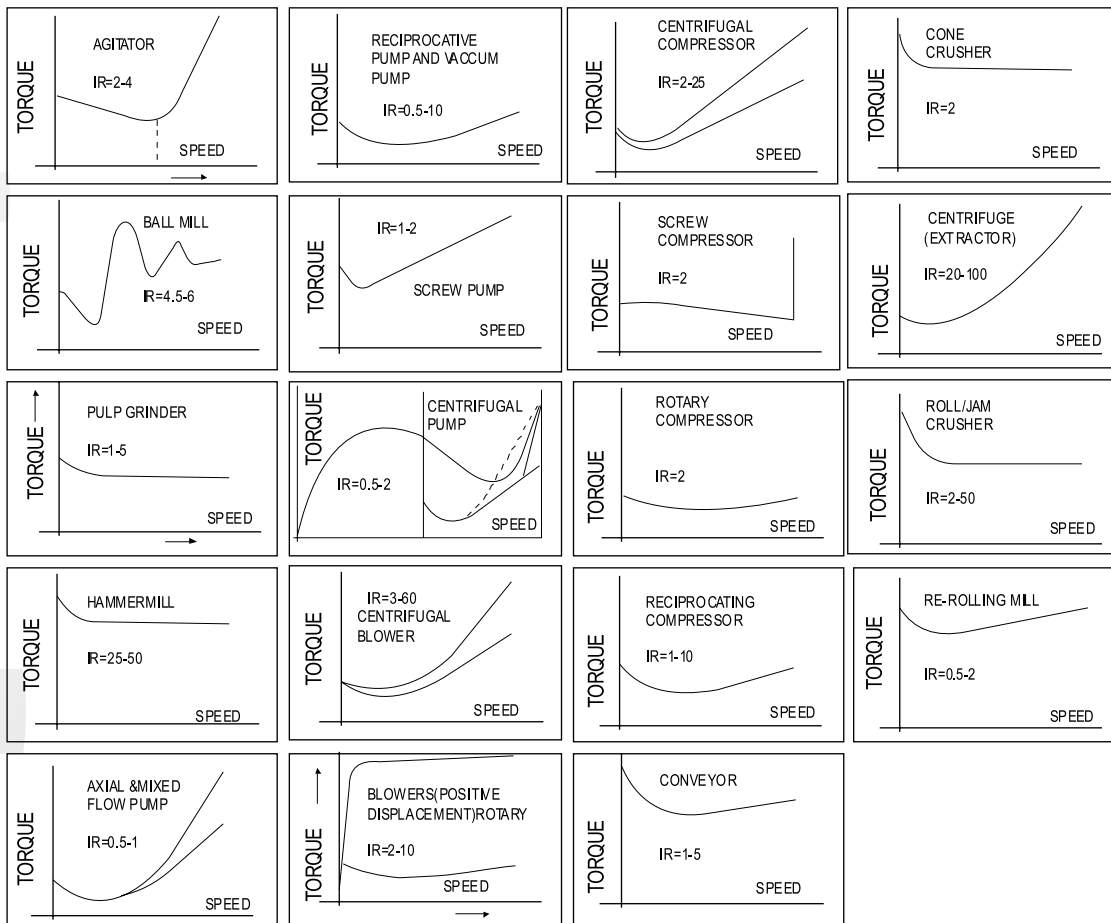 TORQUE
AGITATOR
IR=2-4
SPEED
TORQUE
RECIPROCATIVE
PUMP AND VACCUM
PUMP
IR=0.5-10
SPEED
TORQUE
CENTRIFUGAL
COMPRESSOR
IR=2-25
SPEED
TORQUE
CONE
CRUSHER
IR=2
SPEED
TORQUE
BALL MILL
IR=4.5-6
SPEED
TORQUE
IR=1-2
SCREW PUMP
SPEED
TORQUE
SCREW
COMPRESSOR
IR=2
SPEED
TORQUE
CENTRIFUGE
(EXTRACTOR)
IR=20-100
SPEED
TORQUE
PULP GRINDER
IR=1-5
SPEED
TORQUE
CENTRIFUGAL
PUMP
IR=0.5-2
SPEED
TORQUE
ROTARY
COMPRESSOR
IR=2
SPEED
TORQUE
ROLL/JAM
CRUSHER
IR=2-50
SPEED
TORQUE
HAMMERMILL
IR=25-50
SPEED
TORQUE
IR=3-60
CENTRIFUGAL
BLOWER
SPEED
TORQUE
RECIPROCATING
COMPRESSOR
IR=1-10
SPEED
TORQUE
RE-ROLLING MILL
IR=0.5-2
SPEED
TORQUE
AXIAL &MIXED
FLOW PUMP
IR=0.5-1
SPEED
TORQUE
BLOWERS(POSITIVE
DISPLACEMENT)ROTARY
IR=2-10
SPEED
TORQUE
CONVEYOR
IR=1-5
SPEED